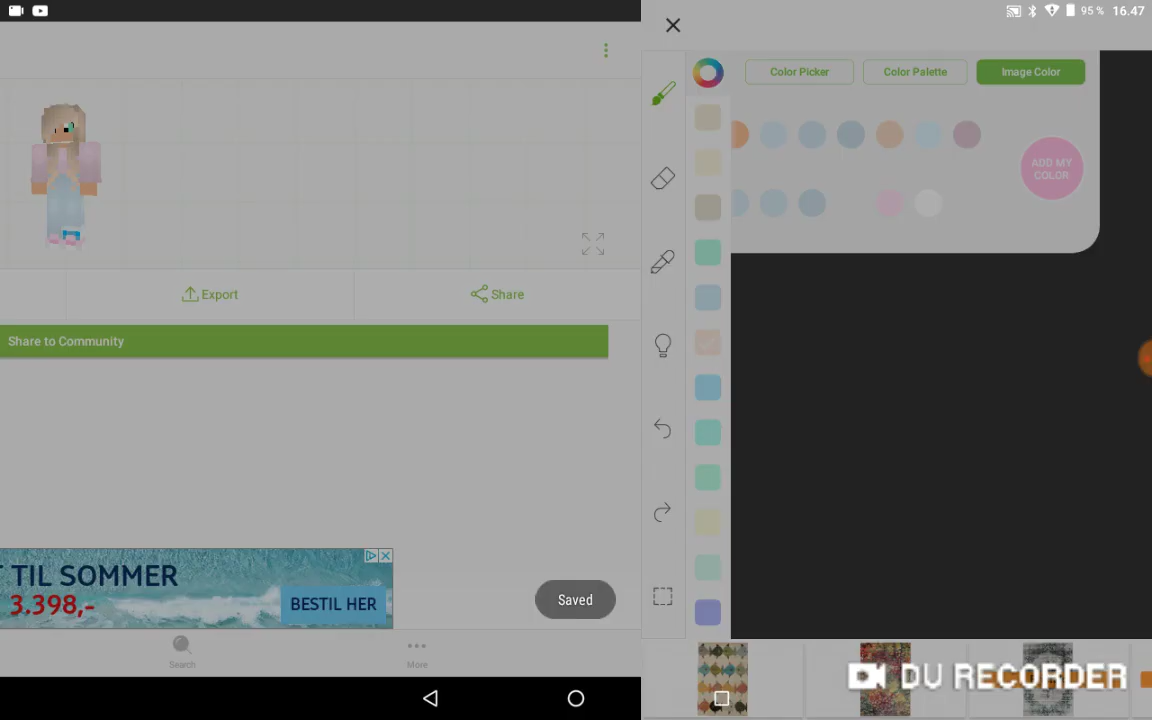 95 % 16.47
Color Picker Color Palette Image Color
ADD MY
COLOR
Export Share
Share to Community
TIL SOMMER
3.398,- BESTIL HER
Saved
Search More
DU RECORDER